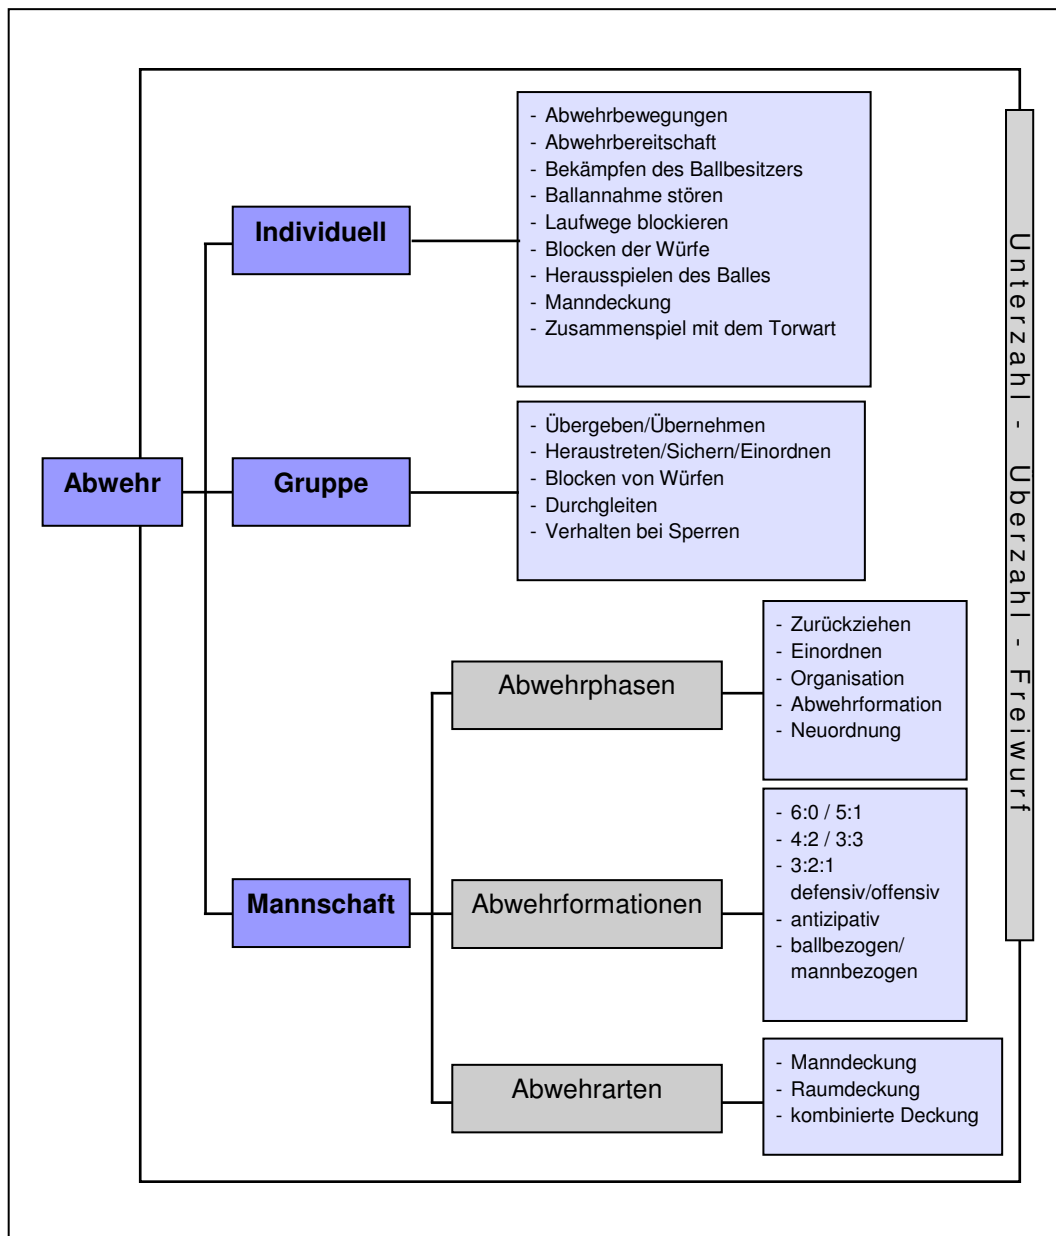 Abwehr
Individuell
- Abwehrbewegungen
- Abwehrbereitschaft
- Bekämpfen des Ballbesitzers
- Ballannahme stören
- Laufwege blockieren
- Blocken der Würfe
- Herausspielen des Balles
- Manndeckung
- Zusammenspiel mit dem Torwart
Gruppe
- Übergeben/Übernehmen
- Heraustreten/Sichern/Einordnen
- Blocken von Würfen
- Durchgleiten
- Verhalten bei Sperren
Mannschaft
Abwehrphasen
- Zurückziehen
- Einordnen
- Organisation
- Abwehrformation
- Neuordnung
Abwehrformationen
- 6:0 / 5:1
- 4:2 / 3:3
- 3:2:1
defensiv/offensiv
- antizipativ
- ballbezogen/
mannbezogen
Abwehrarten
- Manndeckung
- Raumdeckung
- kombinierte Deckung
Unterzahl - Überzahl - Freiwurf